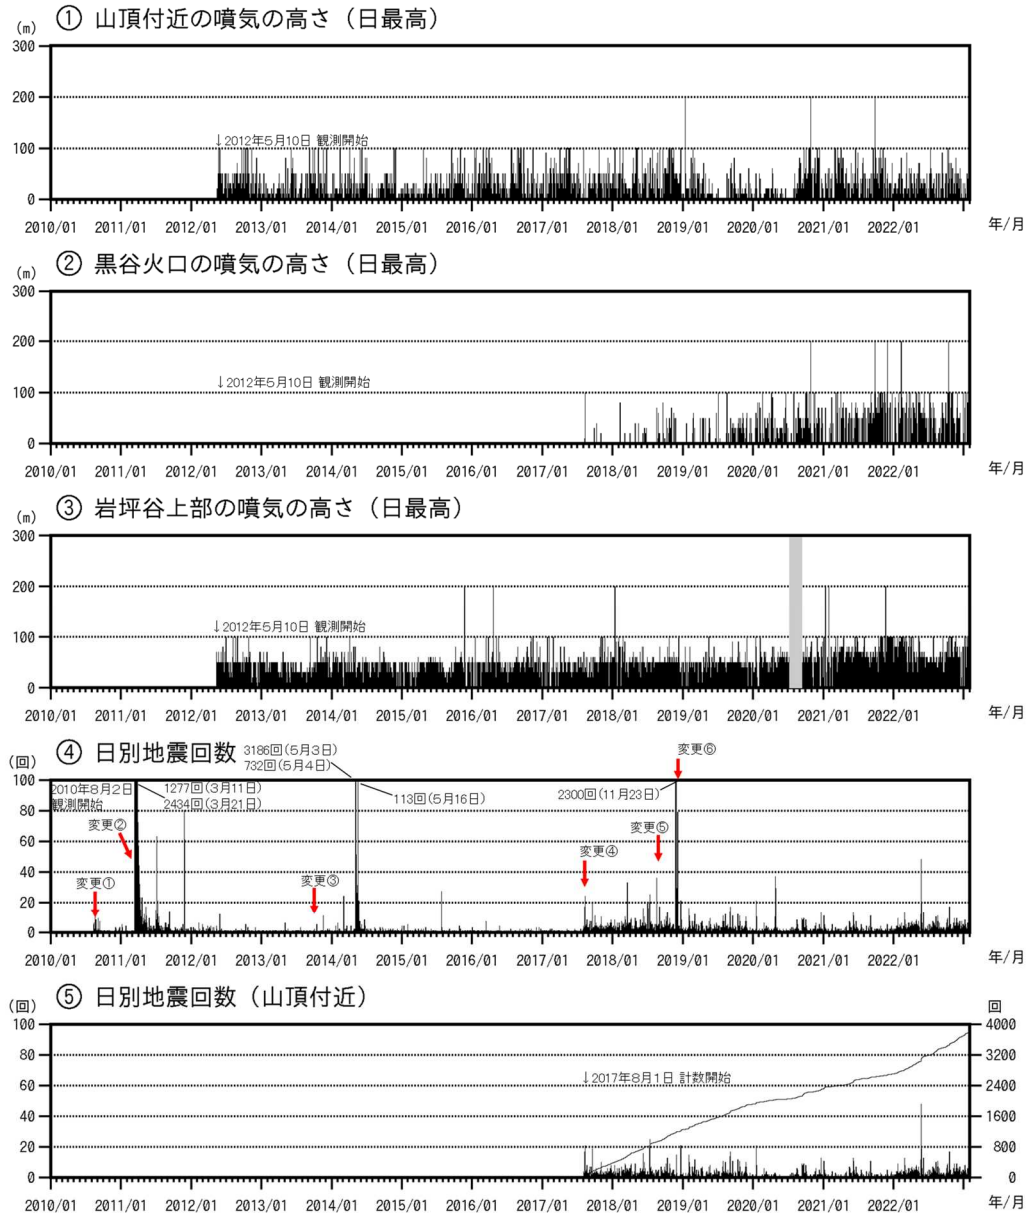 ① 山頂付近の噴気の高さ（日最高）
(m)
300
200
↓2012年5月10日 観測開始
100
0
2010/01 2011/01 2012/01 2013/01 2014/01 2015/01 2016/01 2017/01 2018/01 2019/01 2020/01 2021/01 2022/01 年/月
② 黒谷火口の噴気の高さ（日最高）
(m)
300
200
↓2012年5月10日 観測開始
100
0
2010/01 2011/01 2012/01 2013/01 2014/01 2015/01 2016/01 2017/01 2018/01 2019/01 2020/01 2021/01 2022/01 年/月
③ 岩坪谷上部の噴気の高さ（日最高）
(m)
300
200
↓2012年5月10日 観測開始
100
0
2010/01 2011/01 2012/01 2013/01 2014/01 2015/01 2016/01 2017/01 2018/01 2019/01 2020/01 2021/01 2022/01 年/月
④ 日別地震回数
(回)
3186回(5月3日)
732回(5月4日)
変更⑥
100
2010年8月2日
観測開始
1277回(3月11日)
2434回(3月21日)
113回(5月16日)
2300回(11月23日)
80
変更②
変更⑤
60
変更④
40
変更①
変更③
20
0
2010/01 2011/01 2012/01 2013/01 2014/01 2015/01 2016/01 2017/01 2018/01 2019/01 2020/01 2021/01 2022/01 年/月
⑤ 日別地震回数（山頂付近）
(回) 回
100 4000
80 3200
↓2017年8月1日 計数開始
60 2400
40 1600
20 800
0 0
2010/01 2011/01 2012/01 2013/01 2014/01 2015/01 2016/01 2017/01 2018/01 2019/01 2020/01 2021/01 2022/01 年/月